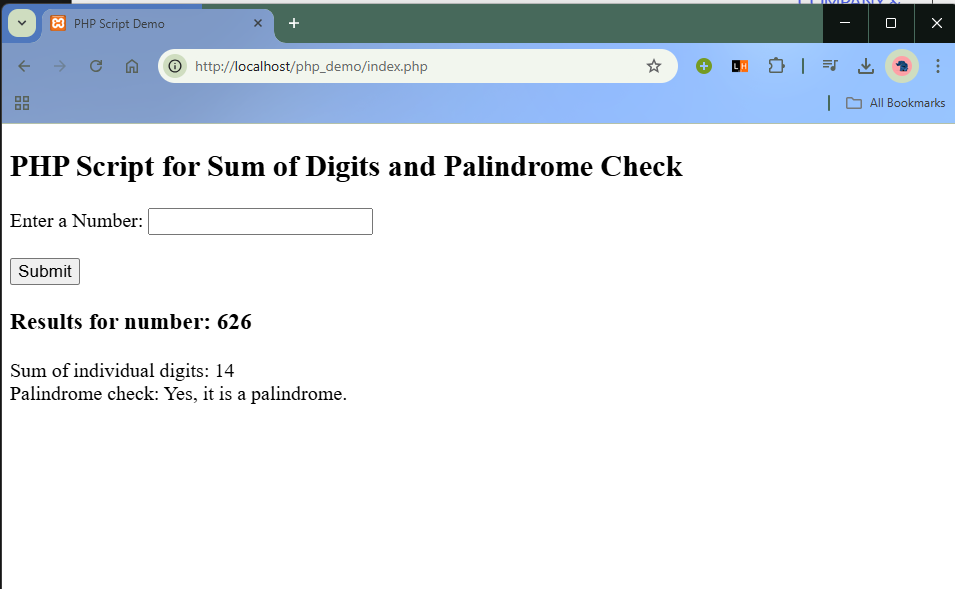 PHP Script Demo
http://localhost/php_demo/index.php
LH
All Bookmarks
PHP Script for Sum of Digits and Palindrome Check
Enter a Number:
Submit
Results for number: 626
Sum of individual digits: 14
Palindrome check: Yes, it is a palindrome.